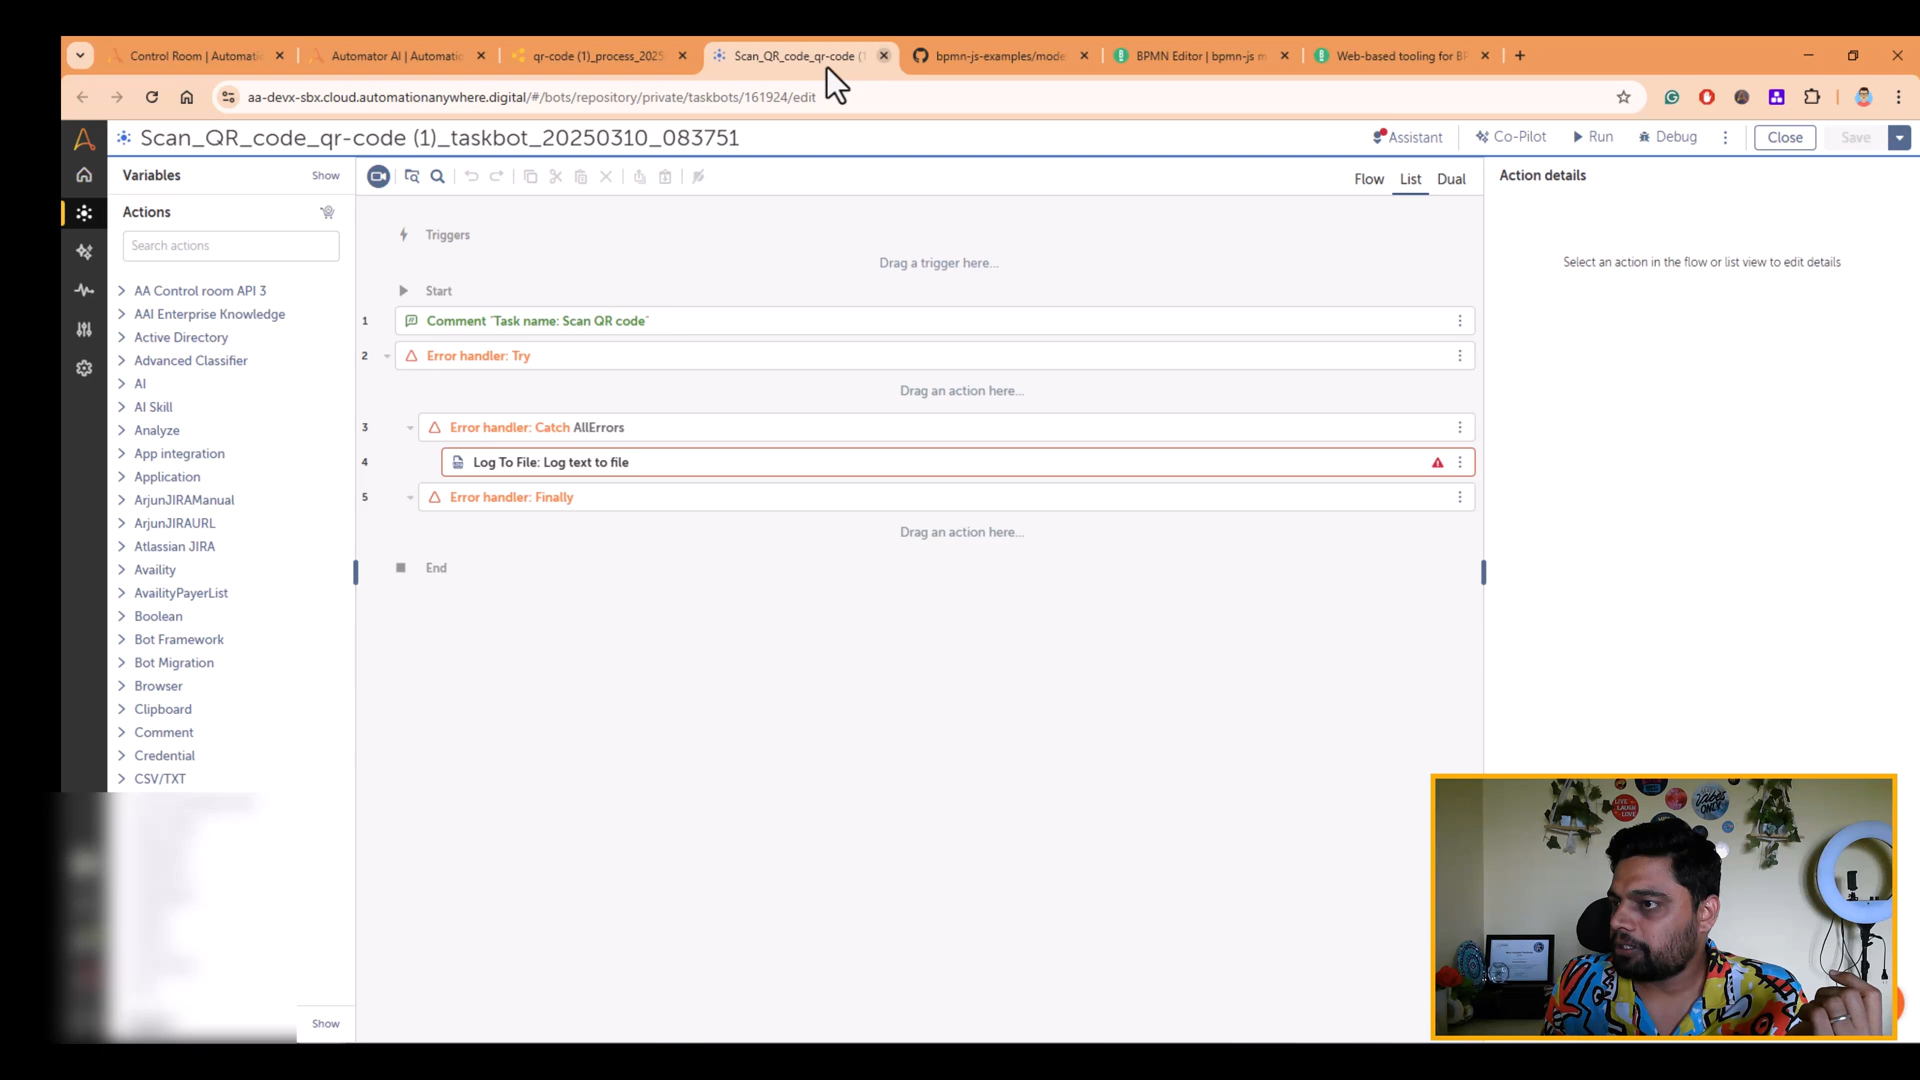 Control Room | Automati
Automator AI | Automatio
qr-code (1)_process_2025
Scan_QR_code_qr-code (1
bpmn-js-examples/mode
BPMN Editor | bpmn-js m
Web-based tooling for BP
aa-devx-sbx.cloud.automationanywhere.digital/#/bots/repository/private/taskbots/161924/edit
Scan_QR_code_qr-code (1)_taskbot_20250310_083751
Assistant
Co-Pilot
Run
Debug
Close
Save
Variables
Show
Flow
List
Dual
Action details
Actions
Search actions
Select an action in the flow or list view to edit details
AA Control room API 3
AAI Enterprise Knowledge
Active Directory
Advanced Classifier
AI
AI Skill
Analyze
App integration
Application
ArjunJIRAManual
ArjunJIRAURL
Atlassian JIRA
Availity
AvailityPayerList
Boolean
Bot Framework
Bot Migration
Browser
Clipboard
Comment
Credential
CSV/TXT
Show
Triggers
Drag a trigger here...
Start
1 Comment "Task name: Scan QR code"
2 Error handler: Try
Drag an action here...
3 Error handler: Catch AllErrors
4 Log To File: Log text to file
5 Error handler: Finally
Drag an action here...
End
LIVE
LAUGH
LOVE
Vibes
ONLY